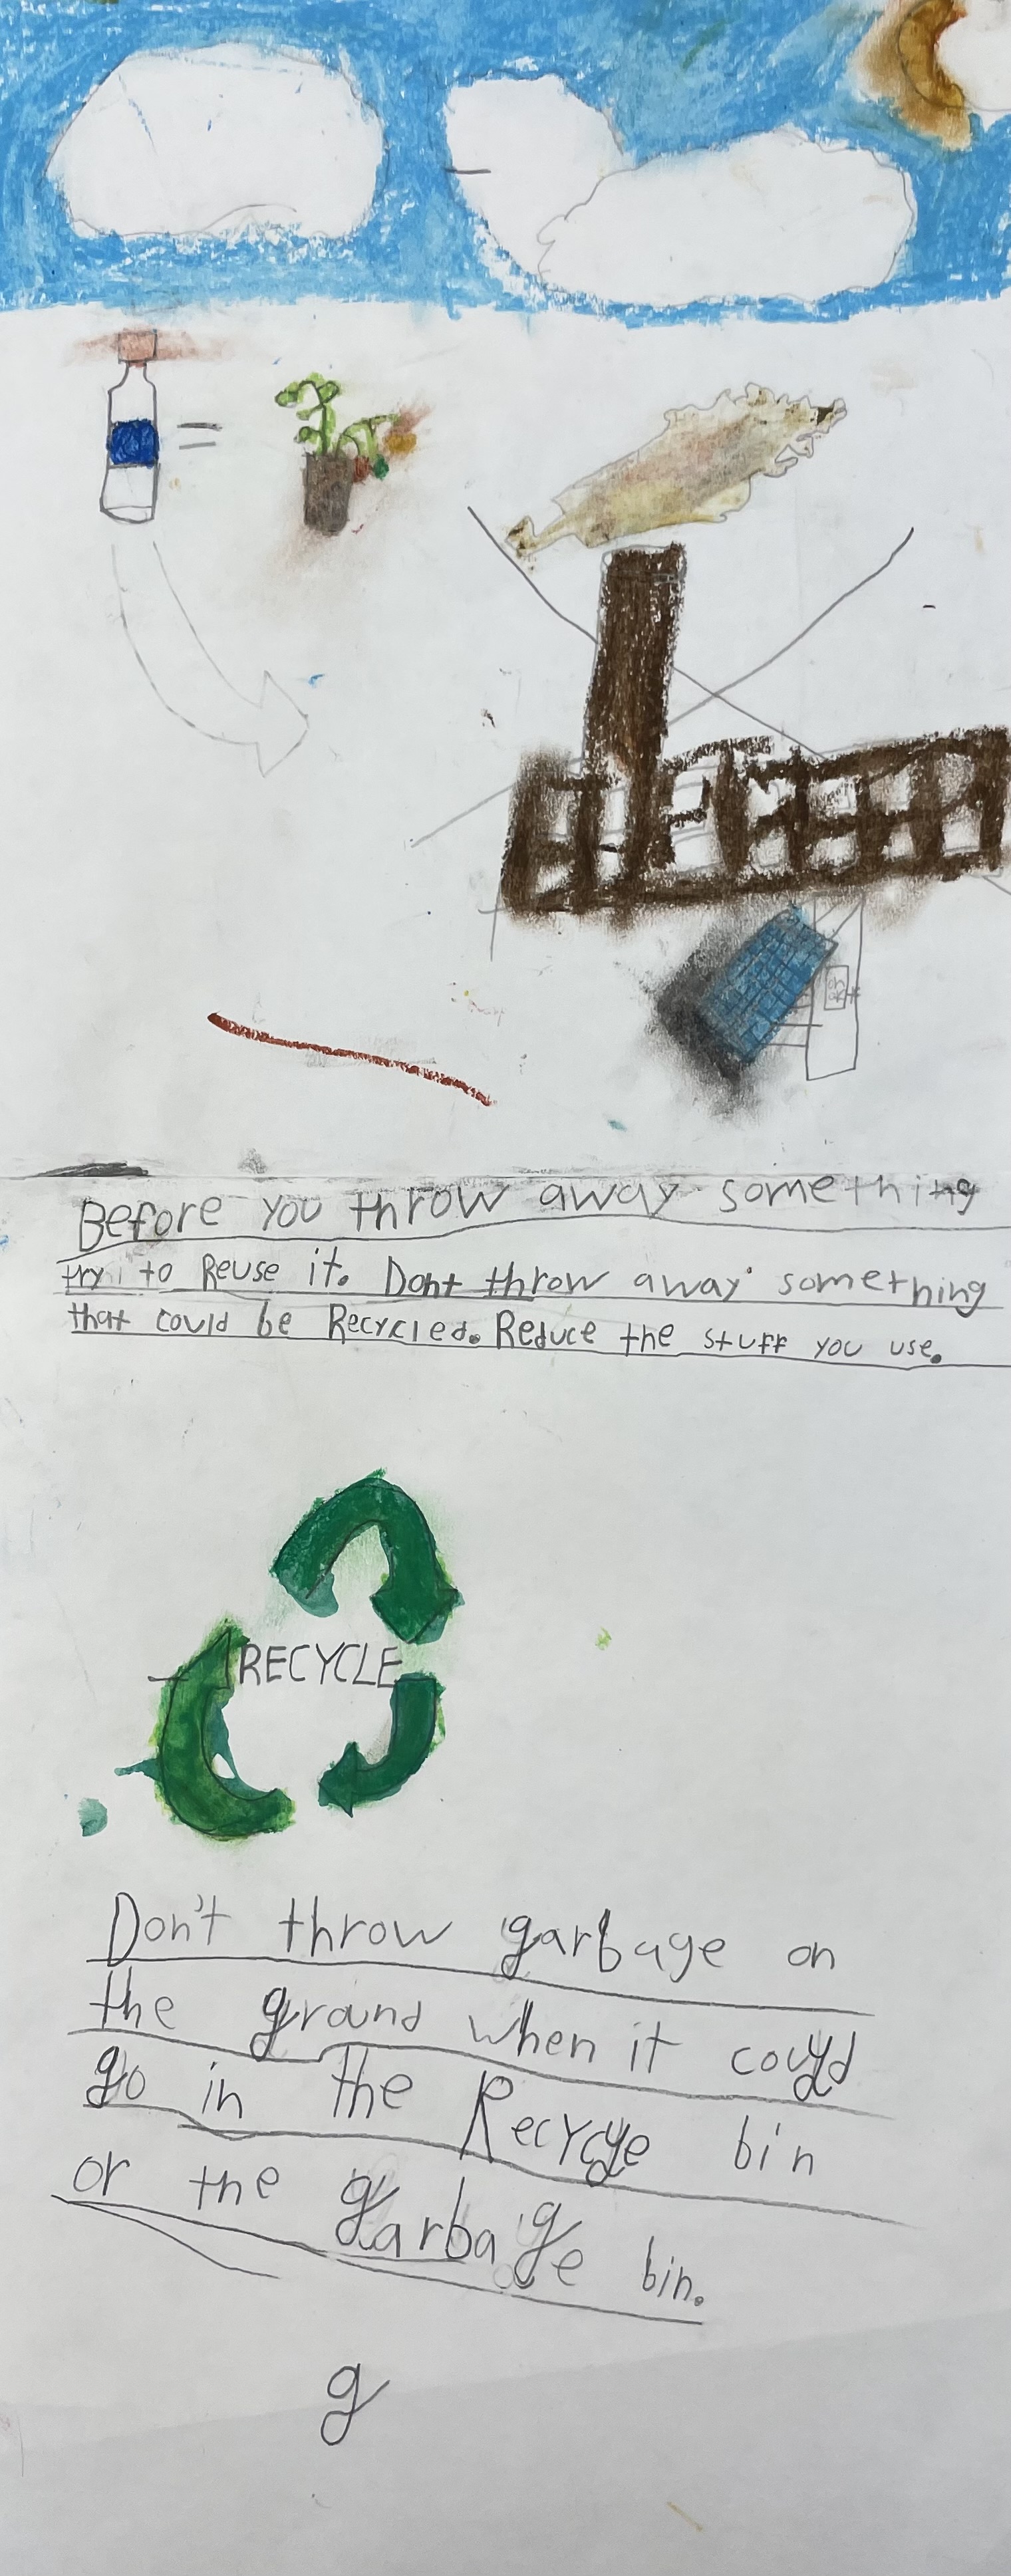 Before you throw away something
try to Reuse it. Dont throw away something
that could be Recycled. Reduce the stuff you use.
RECYCLE
Don't throw garbage on
the ground when it could
go in the Recycle bin
or the garbage bin.
g